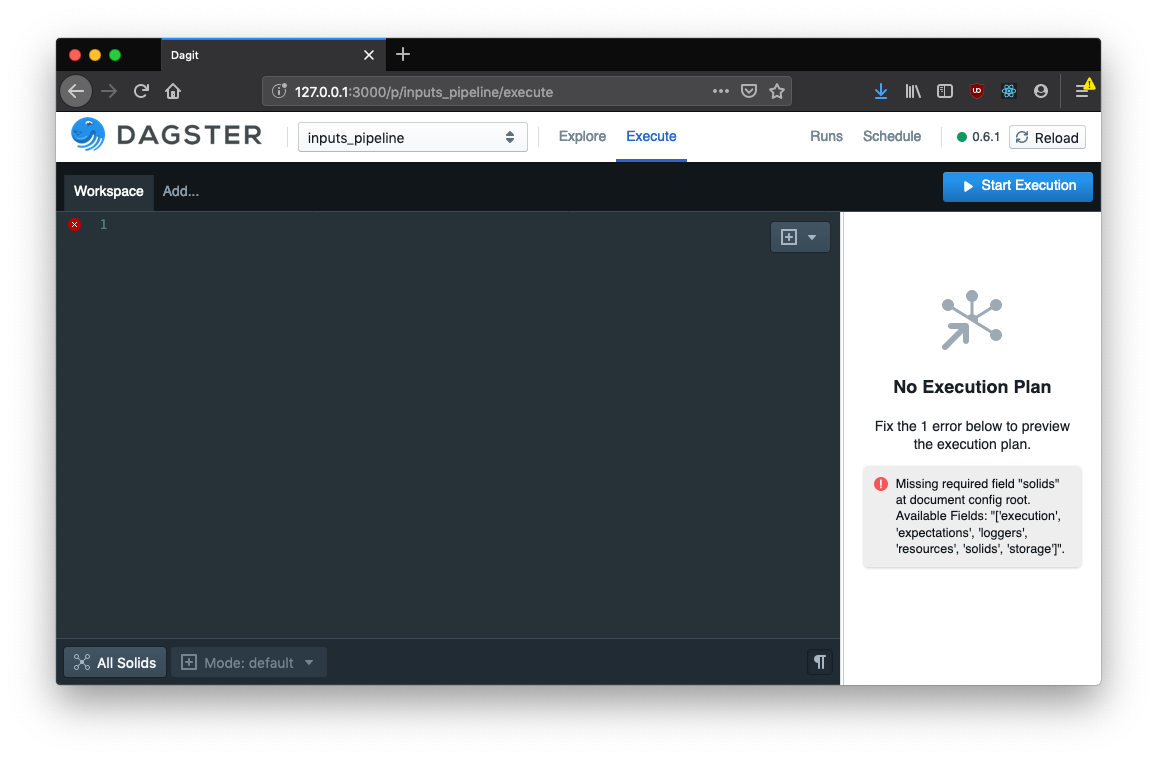 Dagit
127.0.0.1:3000/p/inputs_pipeline/execute
DAGSTER
inputs_pipeline
Explore
Execute
Runs
Schedule
0.6.1
Reload
Workspace
Add...
Start Execution
1
No Execution Plan
Fix the 1 error below to preview
the execution plan.
Missing required field "solids"
at document config root.
Available Fields: "['execution',
'expectations', 'loggers',
'resources', 'solids', 'storage']".
All Solids
Mode: default
¶